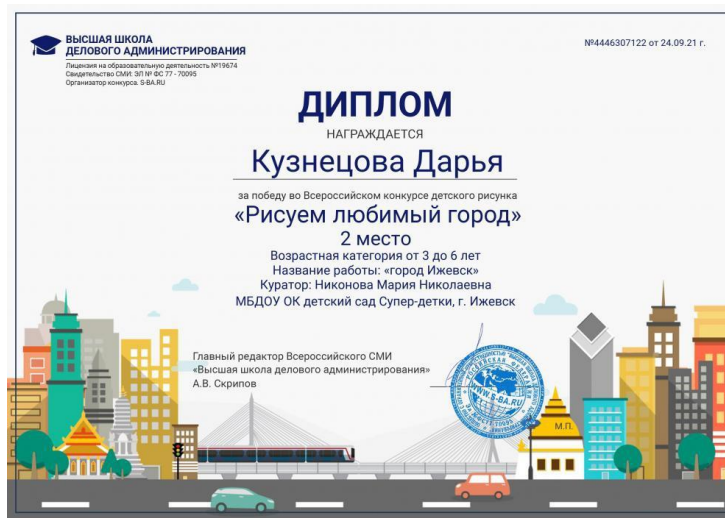 ВЫСШАЯ ШКОЛА
ДЕЛОВОГО АДМИНИСТРИРОВАНИЯ
Лицензия на образовательную деятельность №19674
Свидетельство СМИ: ЭЛ № ФС 77 - 70095
Организатор конкурса: S-BA.RU
№4446307122 от 24.09.21 г.
ДИПЛОМ
НАГРАЖДАЕТСЯ
Кузнецова Дарья
за победу во Всероссийском конкурсе детского рисунка
«Рисуем любимый город»
2 место
Возрастная категория от 3 до 6 лет
Название работы: «город Ижевск»
Куратор: Никонова Мария Николаевна
МБДОУ ОК детский сад Супер-детки, г. Ижевск
Главный редактор Всероссийского СМИ
«Высшая школа делового администрирования»
А.В. Скрипов
WWW.S-BA.RU
М.П.